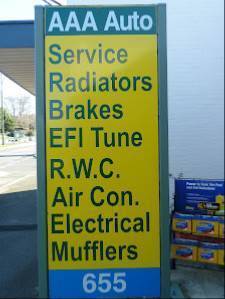 AAA Auto
Service
Radiators
Brakes
EFI Tune
R.W.C.
Air Con.
Electrical
Mufflers
655